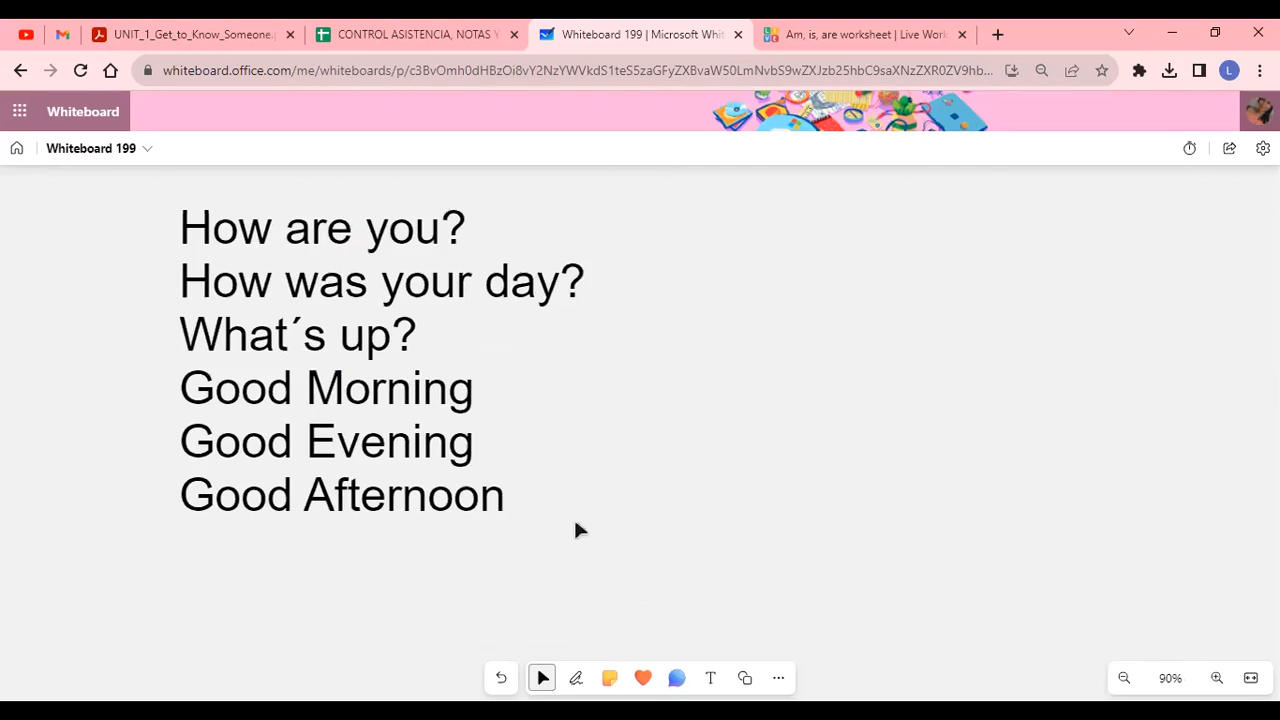 UNIT_1_Get_to_Know_Someone.
CONTROL ASISTENCIA, NOTAS Y
Whiteboard 199 | Microsoft Whit
Am, is, are worksheet | Live Work
whiteboard.office.com/me/whiteboards/p/c3BvOmh0dHBzOi8vY2NzYWVkdS1teS5zaGFyZXBvaW50LmNvbS9wZXJzb25hbC9saXNzZXR0ZV9hb...
L
Whiteboard
Whiteboard 199
How are you?
How was your day?
What´s up?
Good Morning
Good Evening
Good Afternoon
T
90%